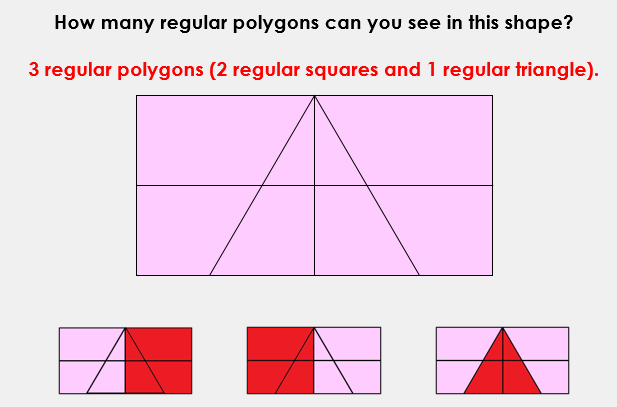 How many regular polygons can you see in this shape?
3 regular polygons (2 regular squares and 1 regular triangle).